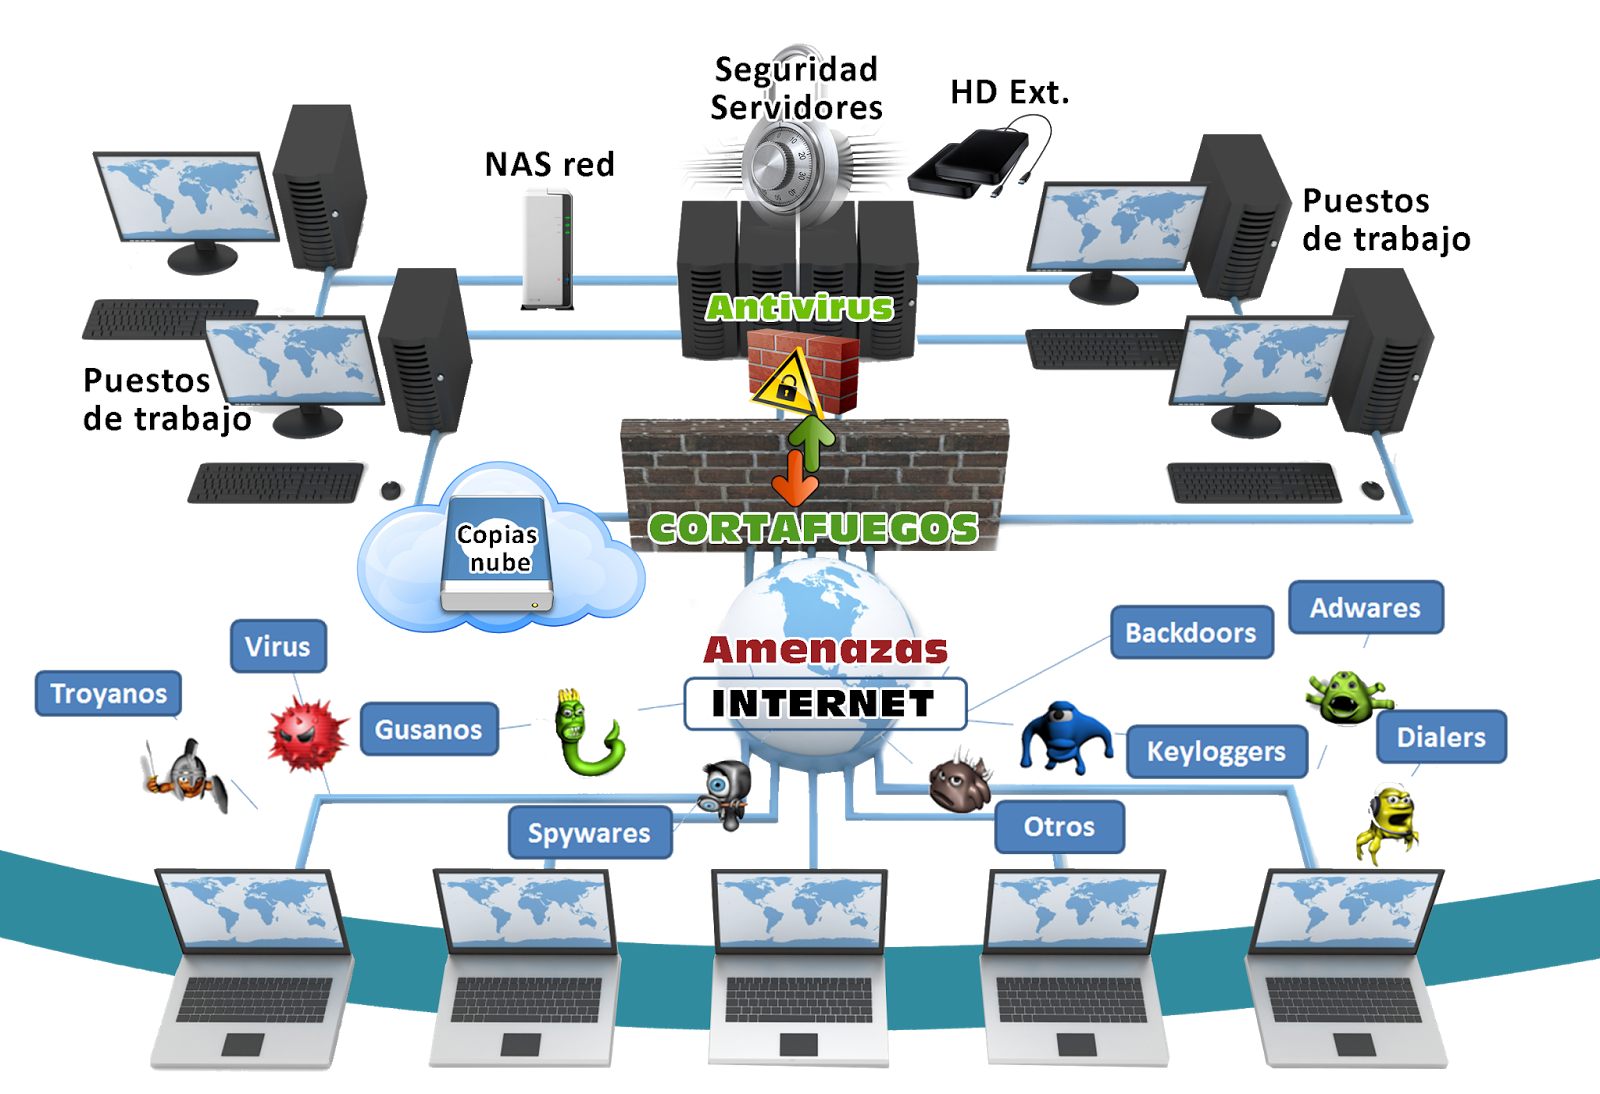 Seguridad
Servidores
HD Ext.
NAS red
Puestos
de trabajo
Antivirus
Puestos
de trabajo
CORTAFUEGOS
Copias
nube
Amenazas
INTERNET
Backdoors
Adwares
Virus
Troyanos
Gusanos
Keyloggers
Dialers
Spywares
Otros